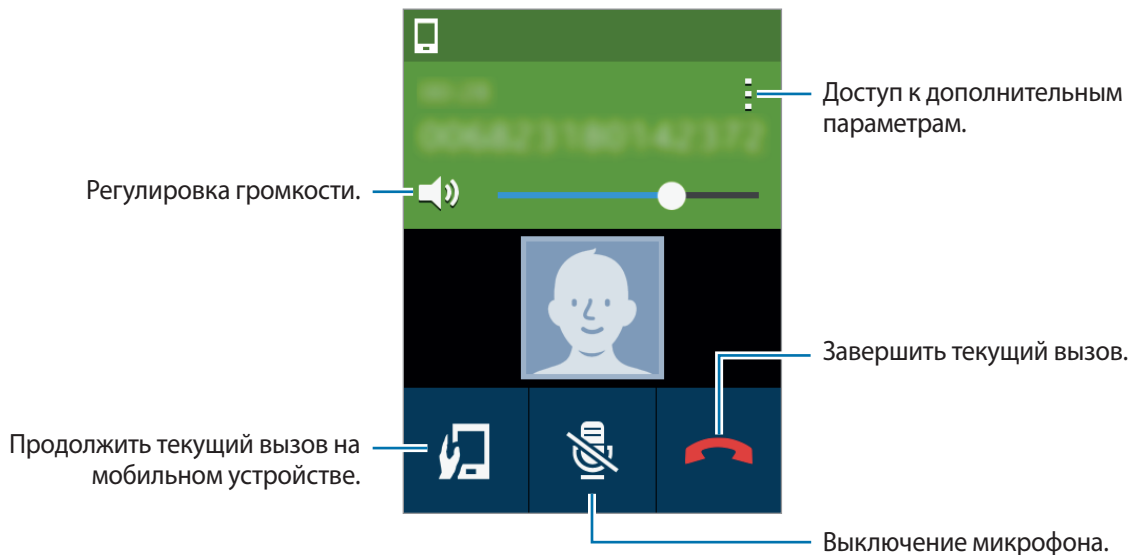 Доступ к дополнительным
параметрам.
Регулировка громкости.
Завершить текущий вызов.
Продолжить текущий вызов на
мобильном устройстве.
Выключение микрофона.